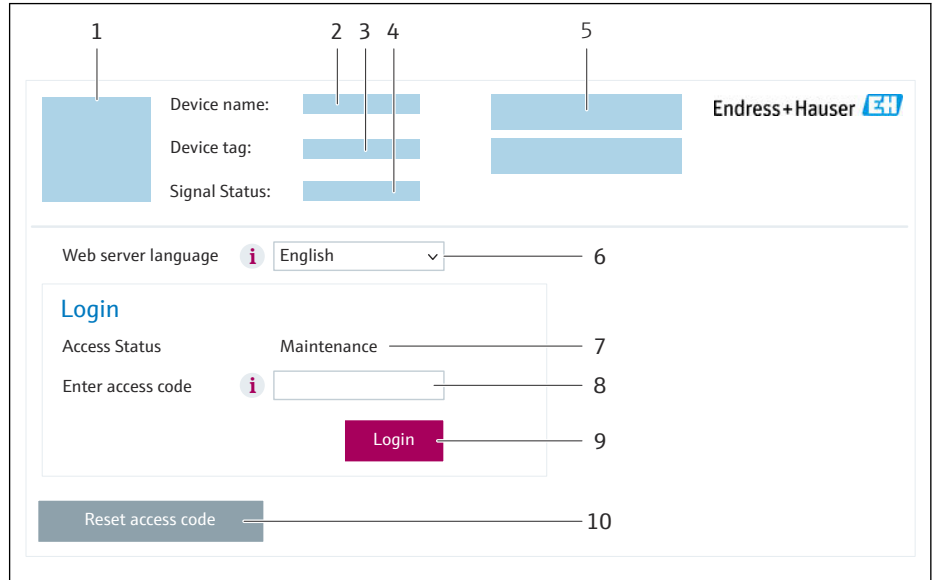 1 2 3 4 5
Device name:
Endress+Hauser EH
Device tag:
Signal Status:
Web server language i English 6
Login
Access Status Maintenance 7
Enter access code i 8
Login 9
Reset access code 10